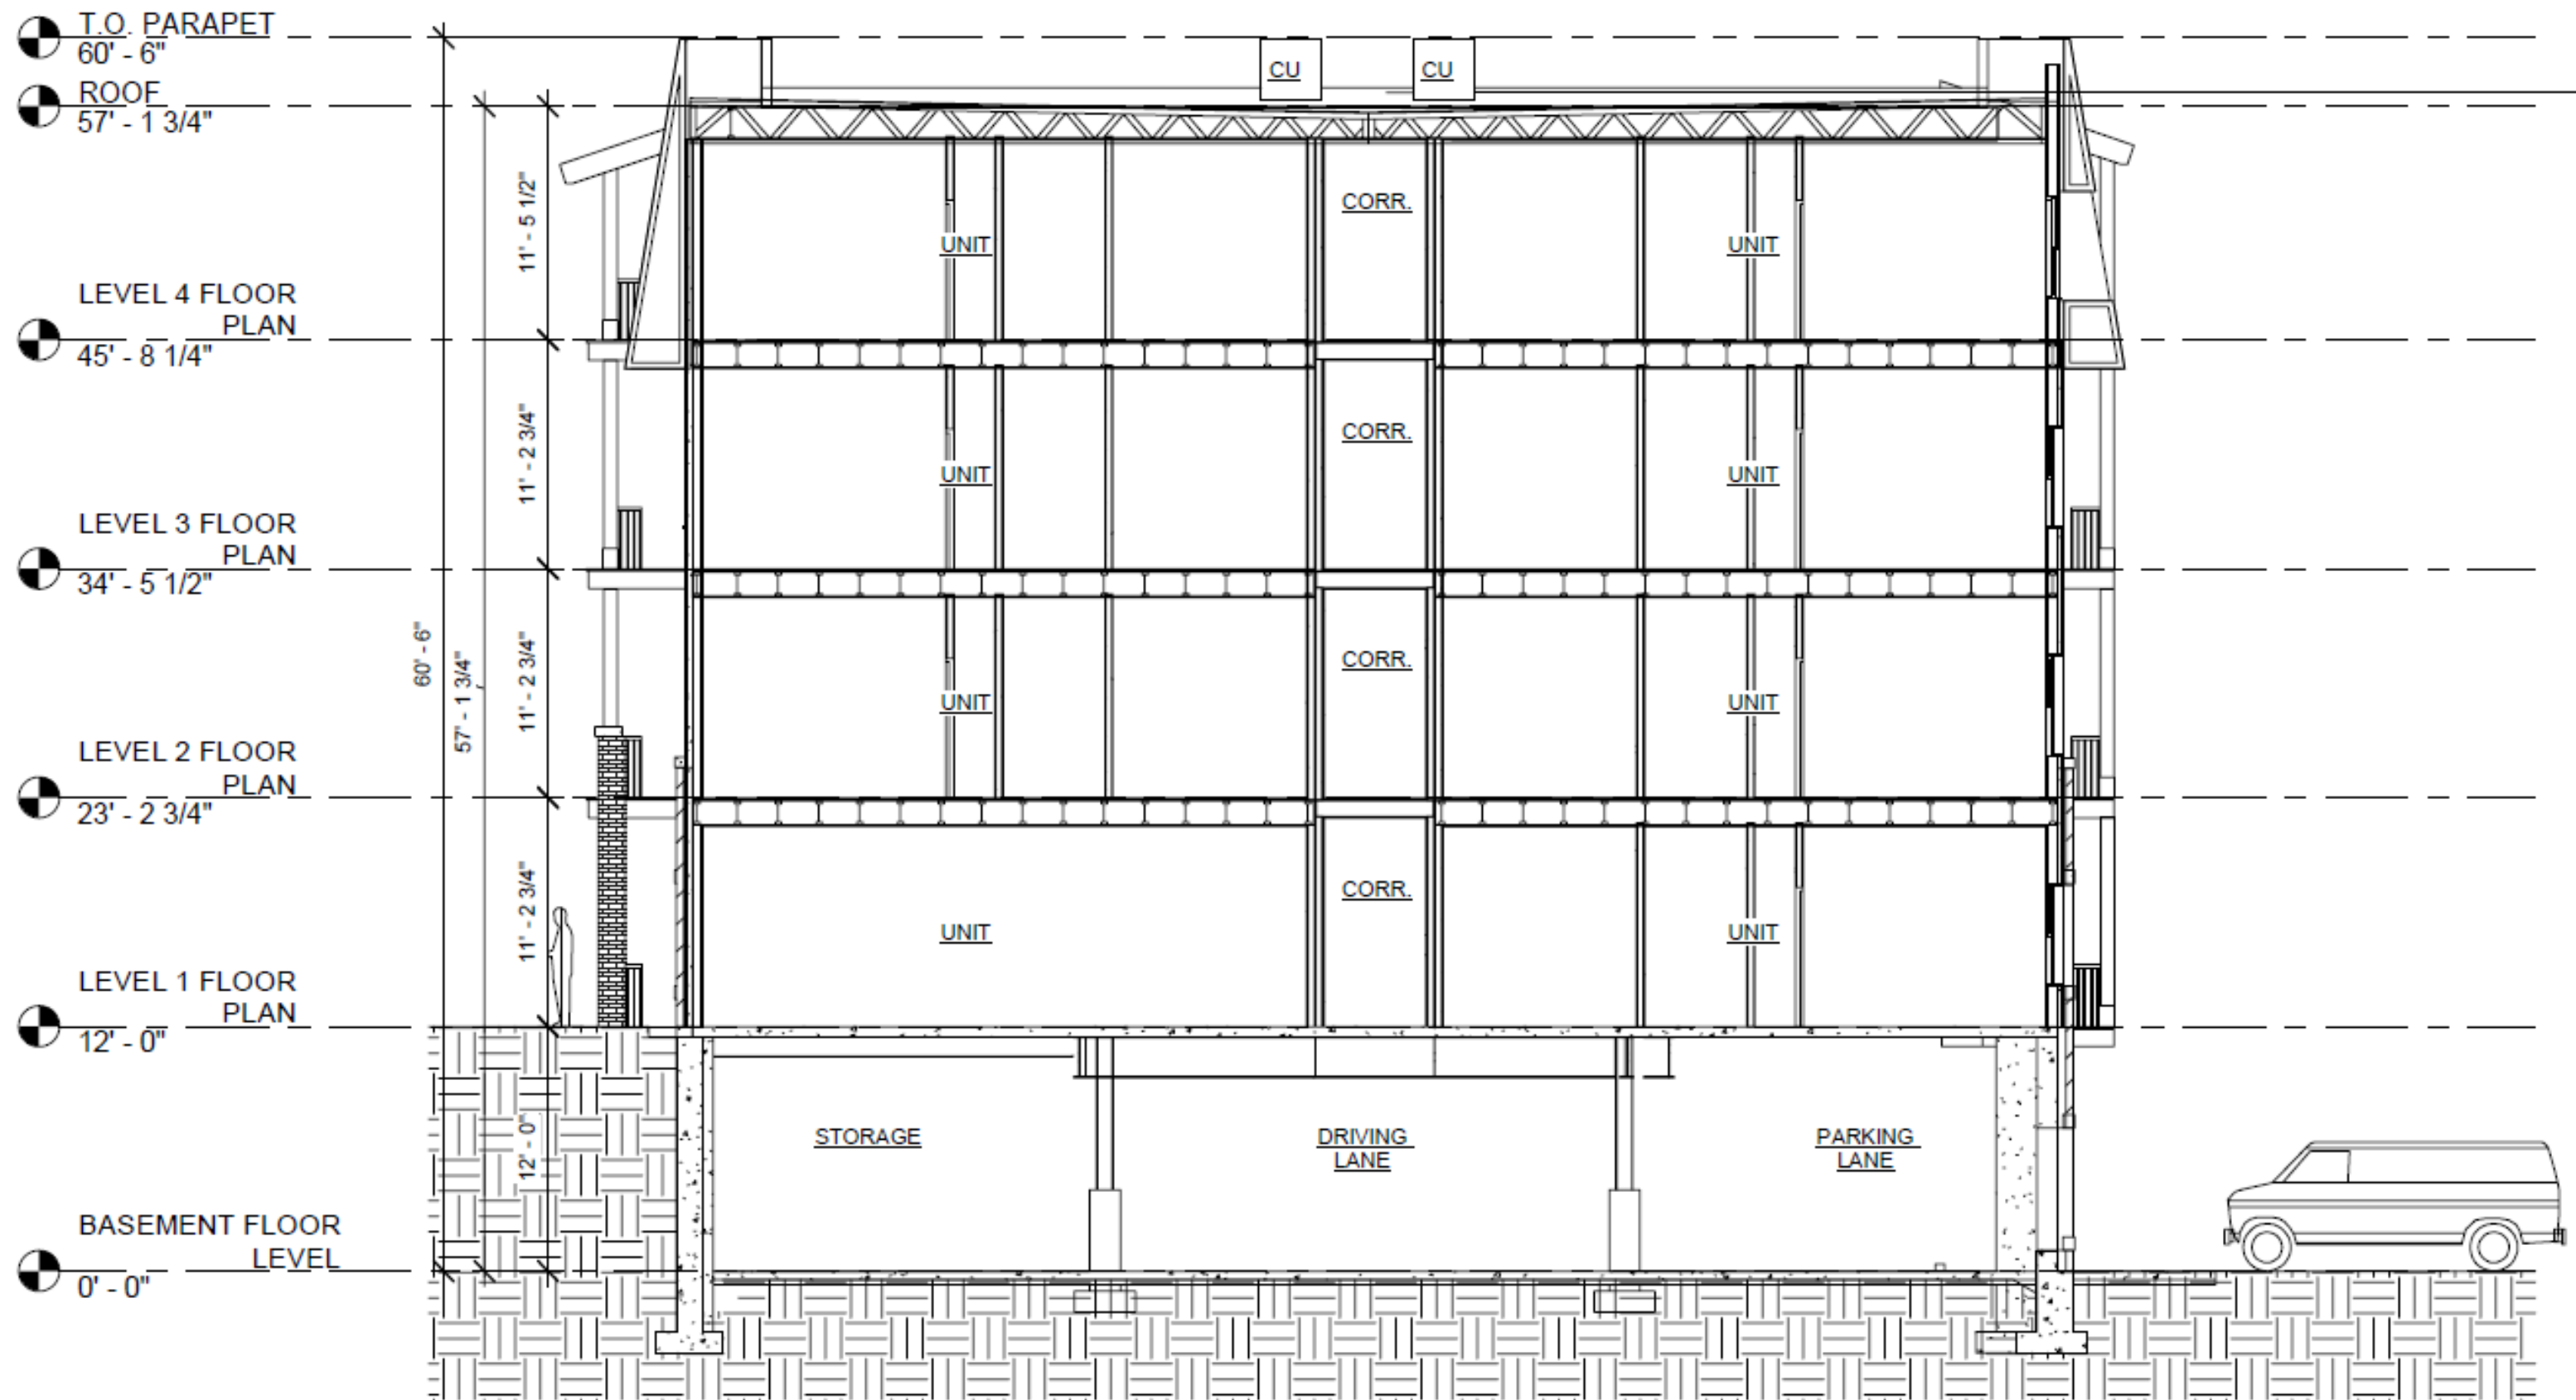 T.O. PARAPET
60' - 6"
ROOF
57' - 1 3/4"
LEVEL 4 FLOOR
PLAN
45' - 8 1/4"
LEVEL 3 FLOOR
PLAN
34' - 5 1/2"
LEVEL 2 FLOOR
PLAN
23' - 2 3/4"
LEVEL 1 FLOOR
PLAN
12' - 0"
BASEMENT FLOOR
LEVEL
0' - 0"
60' - 6"
57' - 1 3/4"
11' - 5 1/2"
11' - 2 3/4"
11' - 2 3/4"
11' - 2 3/4"
12' - 0"
CU
CU
CORR.
UNIT
UNIT
CORR.
UNIT
UNIT
CORR.
UNIT
UNIT
CORR.
UNIT
UNIT
STORAGE
DRIVING
LANE
PARKING
LANE